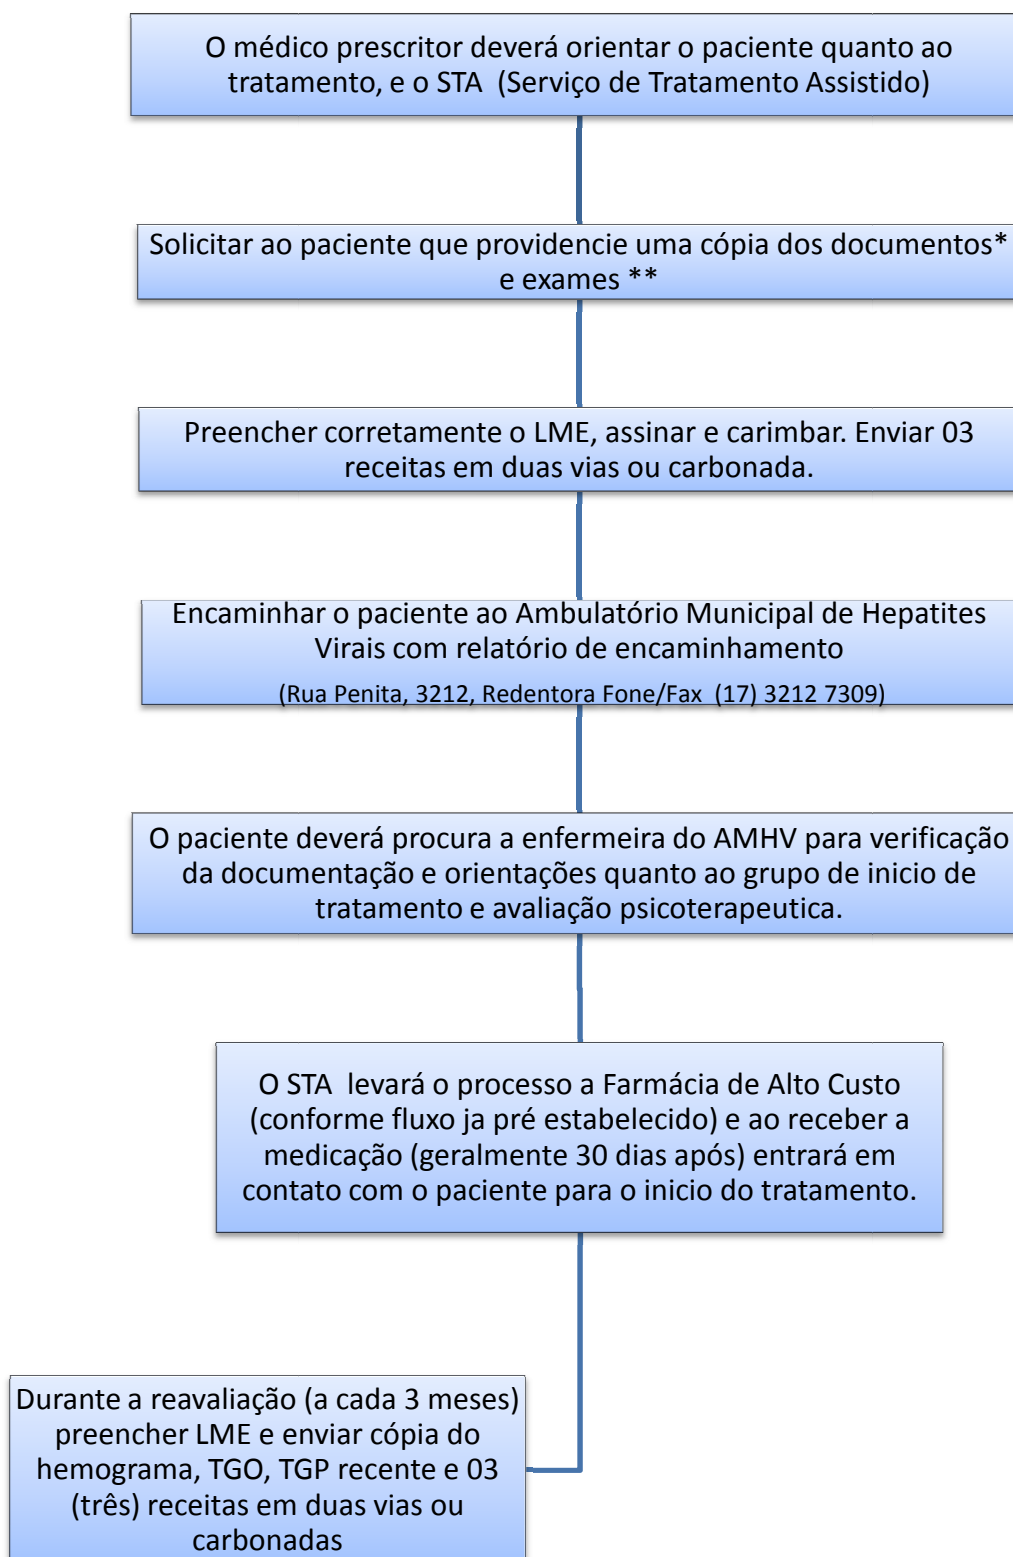 O médico prescritor deverá orientar o paciente quanto ao
tratamento, e o STA (Serviço de Tratamento Assistido)
Solicitar ao paciente que providencie uma cópia dos documentos*
e exames **
Preencher corretamente o LME, assinar e carimbar. Enviar 03
receitas em duas vias ou carbonada.
Encaminhar o paciente ao Ambulatório Municipal de Hepatites
Virais com relatório de encaminhamento
(Rua Penita, 3212, Redentora Fone/Fax (17) 3212 7309)
O paciente deverá procura a enfermeira do AMHV para verificação
da documentação e orientações quanto ao grupo de inicio de
tratamento e avaliação psicoterapeutica.
O STA levará o processo a Farmácia de Alto Custo
(conforme fluxo ja pré estabelecido) e ao receber a
medicação (geralmente 30 dias após) entrará em
contato com o paciente para o inicio do tratamento.
Durante a reavaliação (a cada 3 meses)
preencher LME e enviar cópia do
hemograma, TGO, TGP recente e 03
(três) receitas em duas vias ou
carbonadas